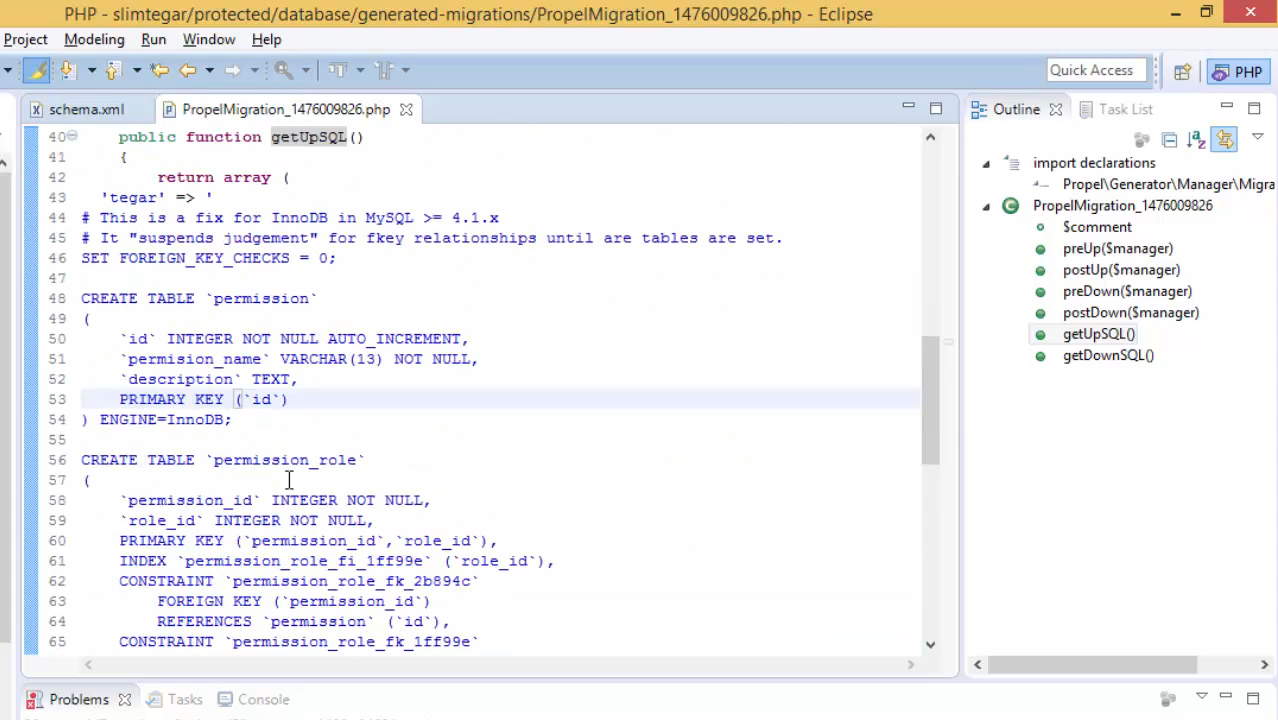 PHP - slimtegar/protected/database/generated-migrations/PropelMigration_1476009826.php - Eclipse
Project Modeling Run Window Help
Quick Access
PHP
schema.xml
PropelMigration_1476009826.php
40 public function getUpSQL()
41 {
42 return array (
43 'tegar' => '
44 # This is a fix for InnoDB in MySQL >= 4.1.x
45 # It "suspends judgement" for fkey relationships until are tables are set.
46 SET FOREIGN_KEY_CHECKS = 0;
47
48 CREATE TABLE `permission`
49 (
50 `id` INTEGER NOT NULL AUTO_INCREMENT,
51 `permision_name` VARCHAR(13) NOT NULL,
52 `description` TEXT,
53 PRIMARY KEY (`id`)
54 ) ENGINE=InnoDB;
55
56 CREATE TABLE `permission_role`
57 (
58 `permission_id` INTEGER NOT NULL,
59 `role_id` INTEGER NOT NULL,
60 PRIMARY KEY (`permission_id`,`role_id`),
61 INDEX `permission_role_fi_1ff99e` (`role_id`),
62 CONSTRAINT `permission_role_fk_2b894c`
63 FOREIGN KEY (`permission_id`)
64 REFERENCES `permission` (`id`),
65 CONSTRAINT `permission_role_fk_1ff99e`
Outline Task List
import declarations
Propel\Generator\Manager\Migra
PropelMigration_1476009826
$comment
preUp($manager)
postUp($manager)
preDown($manager)
postDown($manager)
getUpSQL()
getDownSQL()
Problems Tasks Console